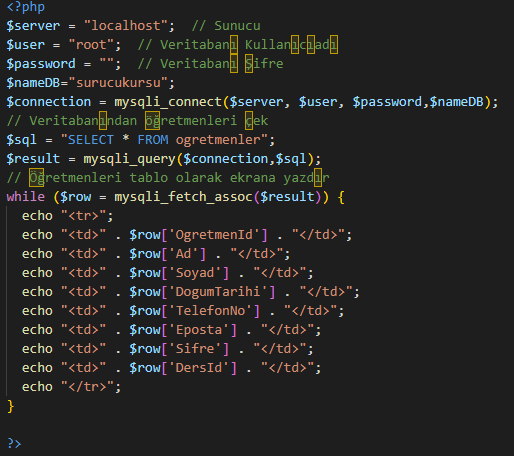 <?php
$server = "localhost";  // Sunucu
$user = "root";  // Veritabanı Kullanıcıadı
$password = "";  // Veritabanı Şifre
$nameDB="surucukursu";
$connection = mysqli_connect($server, $user, $password,$nameDB);
// Veritabanından öğretmenleri çek
$sql = "SELECT * FROM ogretmenler";
$result = mysqli_query($connection,$sql);
// Öğretmenleri tablo olarak ekrana yazdır
while ($row = mysqli_fetch_assoc($result)) {
  echo "<tr>";
  echo "<td>" . $row['OgretmenId'] . "</td>";
  echo "<td>" . $row['Ad'] . "</td>";
  echo "<td>" . $row['Soyad'] . "</td>";
  echo "<td>" . $row['DogumTarihi'] . "</td>";
  echo "<td>" . $row['TelefonNo'] . "</td>";
  echo "<td>" . $row['Eposta'] . "</td>";
  echo "<td>" . $row['Sifre'] . "</td>";
  echo "<td>" . $row['DersId'] . "</td>";
  echo "</tr>";
}
?>